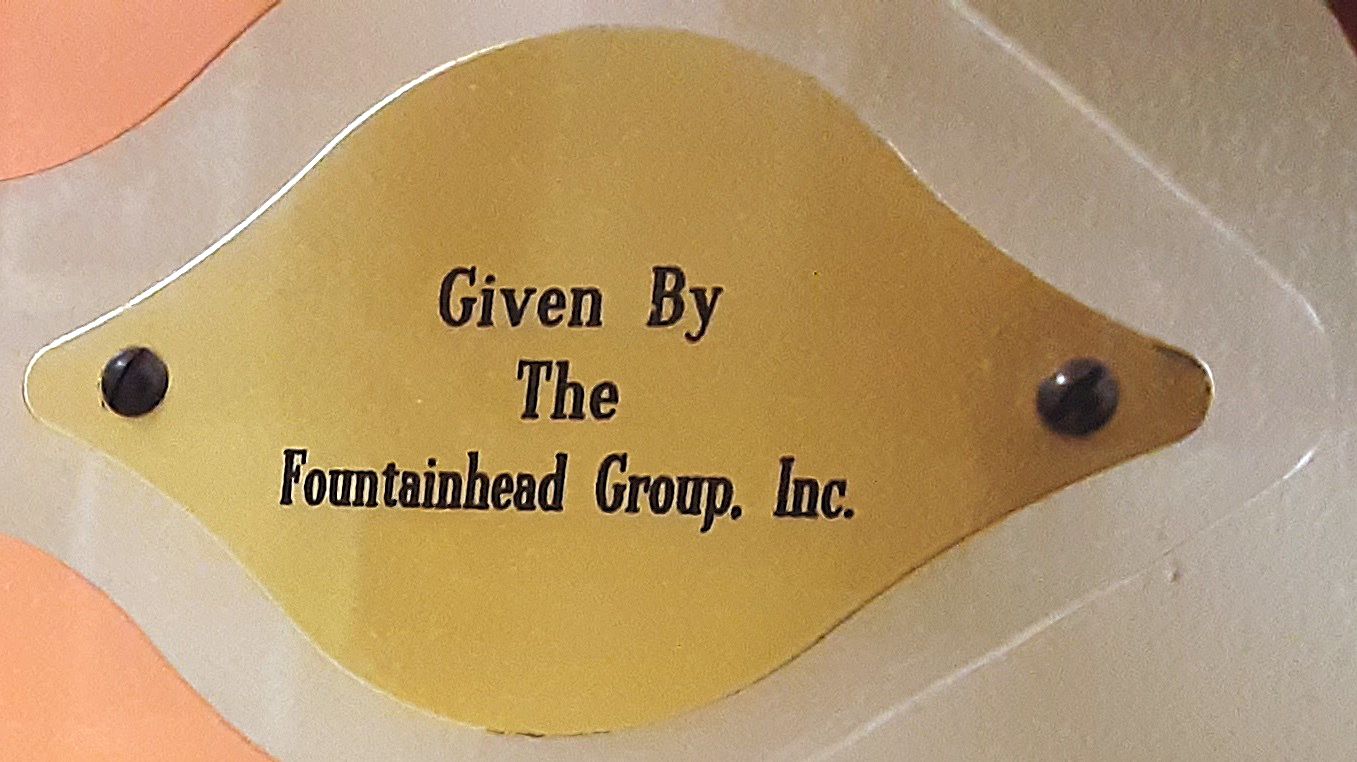 Given By
The
Fountainhead Group, Inc.